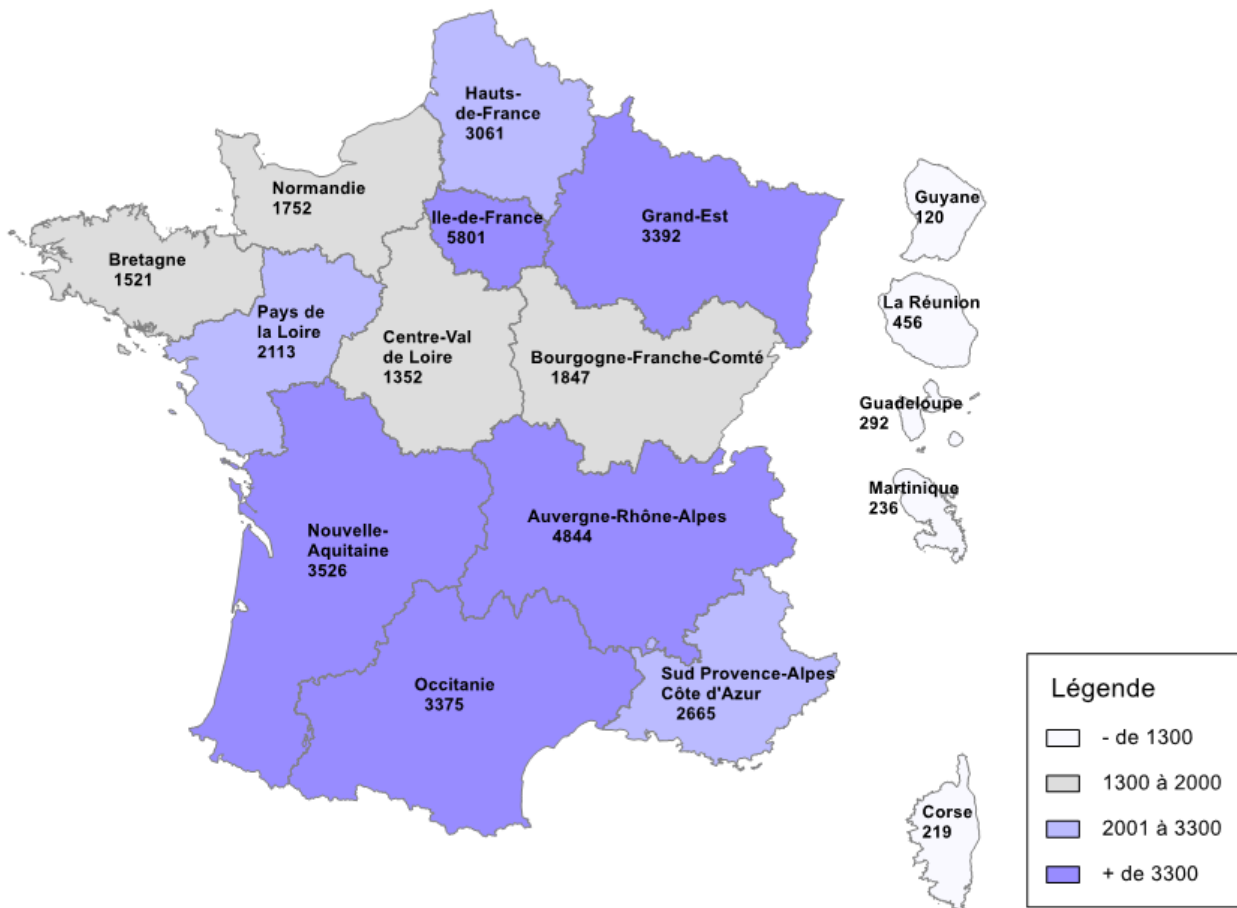 Hauts-
de-France
3061
Normandie
1752
Ile-de-France
5801
Grand-Est
3392
Guyane
120
Bretagne
1521
La Réunion
456
Pays de
la Loire
2113
Centre-Val
de Loire
1352
Bourgogne-Franche-Comté
1847
Guadeloupe
292
Martinique
236
Nouvelle-
Aquitaine
3526
Auvergne-Rhône-Alpes
4844
Occitanie
3375
Sud Provence-Alpes
Côte d'Azur
2665
Corse
219
Légende
- de 1300
1300 à 2000
2001 à 3300
+ de 3300